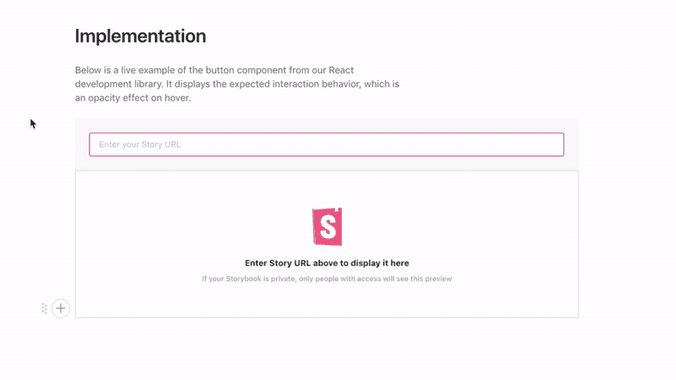 Implementation
Below is a live example of the button component from our React
development library. It displays the expected interaction behavior, which is
an opacity effect on hover.
Enter your Story URL
S
Enter Story URL above to display it here
If your Storybook is private, only people with access will see this preview